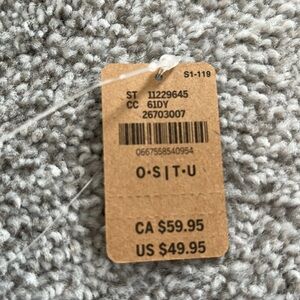 S1-119
ST 11229645
CC 61DY
26703007
0667558540954
O·S|T·U
CA $59.95
US $49.95